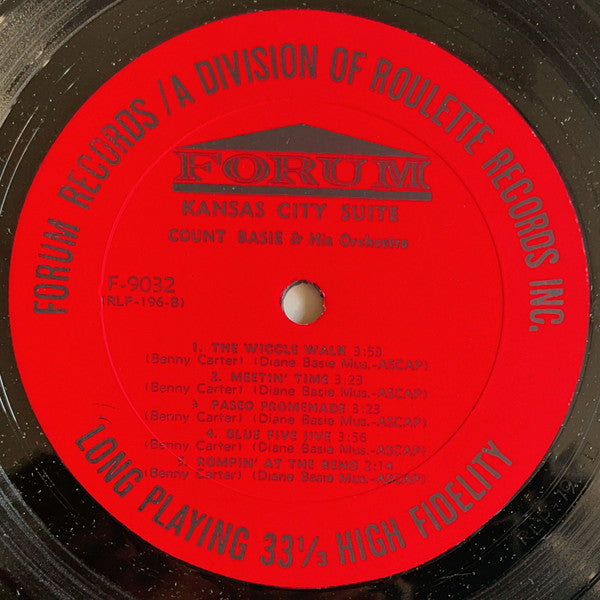 FORUM RECORDS / A DIVISION OF ROULETTE RECORDS INC.
FORUM
KANSAS CITY SUITE
COUNT BASIE & His Orchestra
F-9032
(RLP-196-B)
1. THE WIGGLE WALK 3:53
(Benny Carter) (Diane Basie Mus.-ASCAP)
2. MEETIN' TIME 3:23
(Benny Carter) (Diane Basie Mus.-ASCAP)
3 PASEO PROMENADE 3:23
(Benny Carter) (Diane Basie Mus.-ASCAP)
4. BLUE FIVE JIVE 3:56
(Benny Carter) (Diane Basie Mus.-ASCAP)
5. ROMPIN' AT THE RENO 2:14
(Benny Carter) (Diane Basie Mus.-ASCAP)
LONG PLAYING 33⅓ HIGH FIDELITY